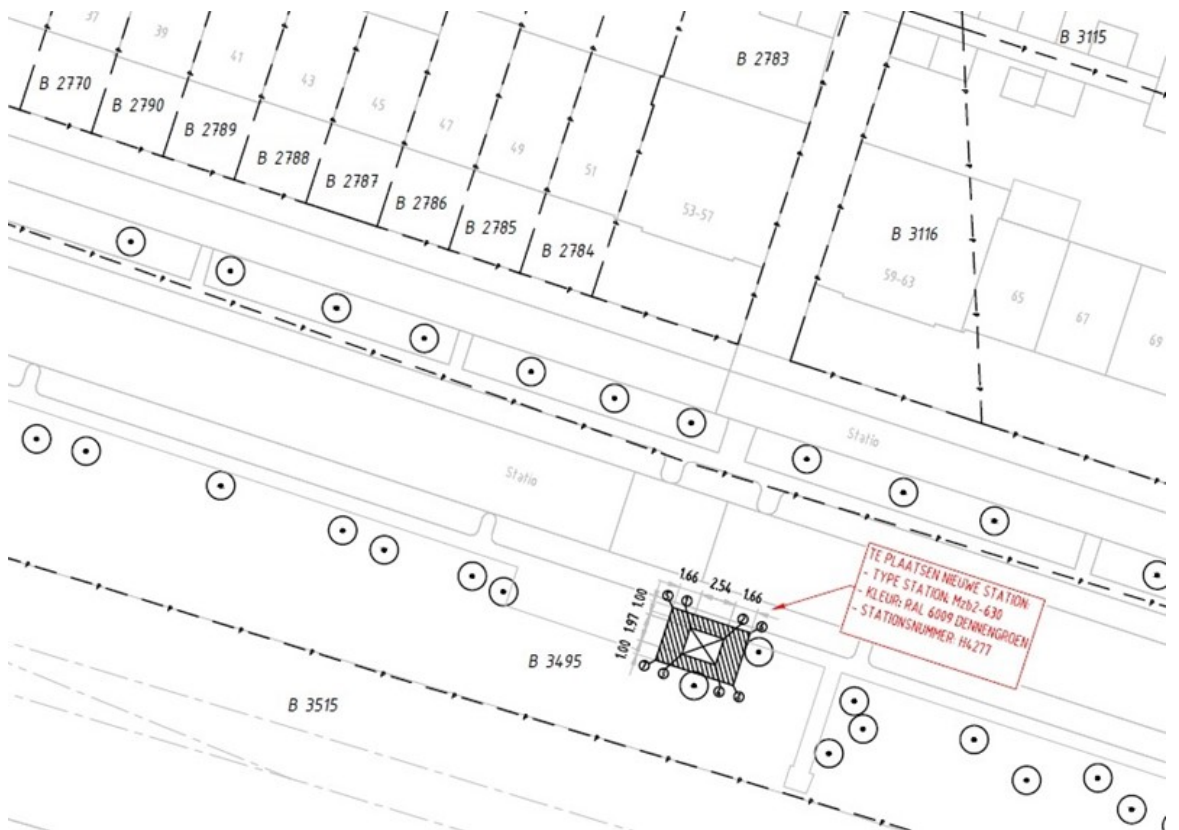 37
39
41
43
45
47
49
51
53-57
59-63
65
67
69
B 2770
B 2790
B 2789
B 2788
B 2787
B 2786
B 2785
B 2784
B 2783
B 3115
B 3116
Statio
Statio
TE PLAATSEN NIEUWE STATION:
- TYPE STATION: Mzb2-630
- KLEUR: RAL 6009 DENNENGROEN
- STATIONSNUMMER: H4277
1.66 2.54 1.66
1.00
1.97
1.00
B 3495
B 3515